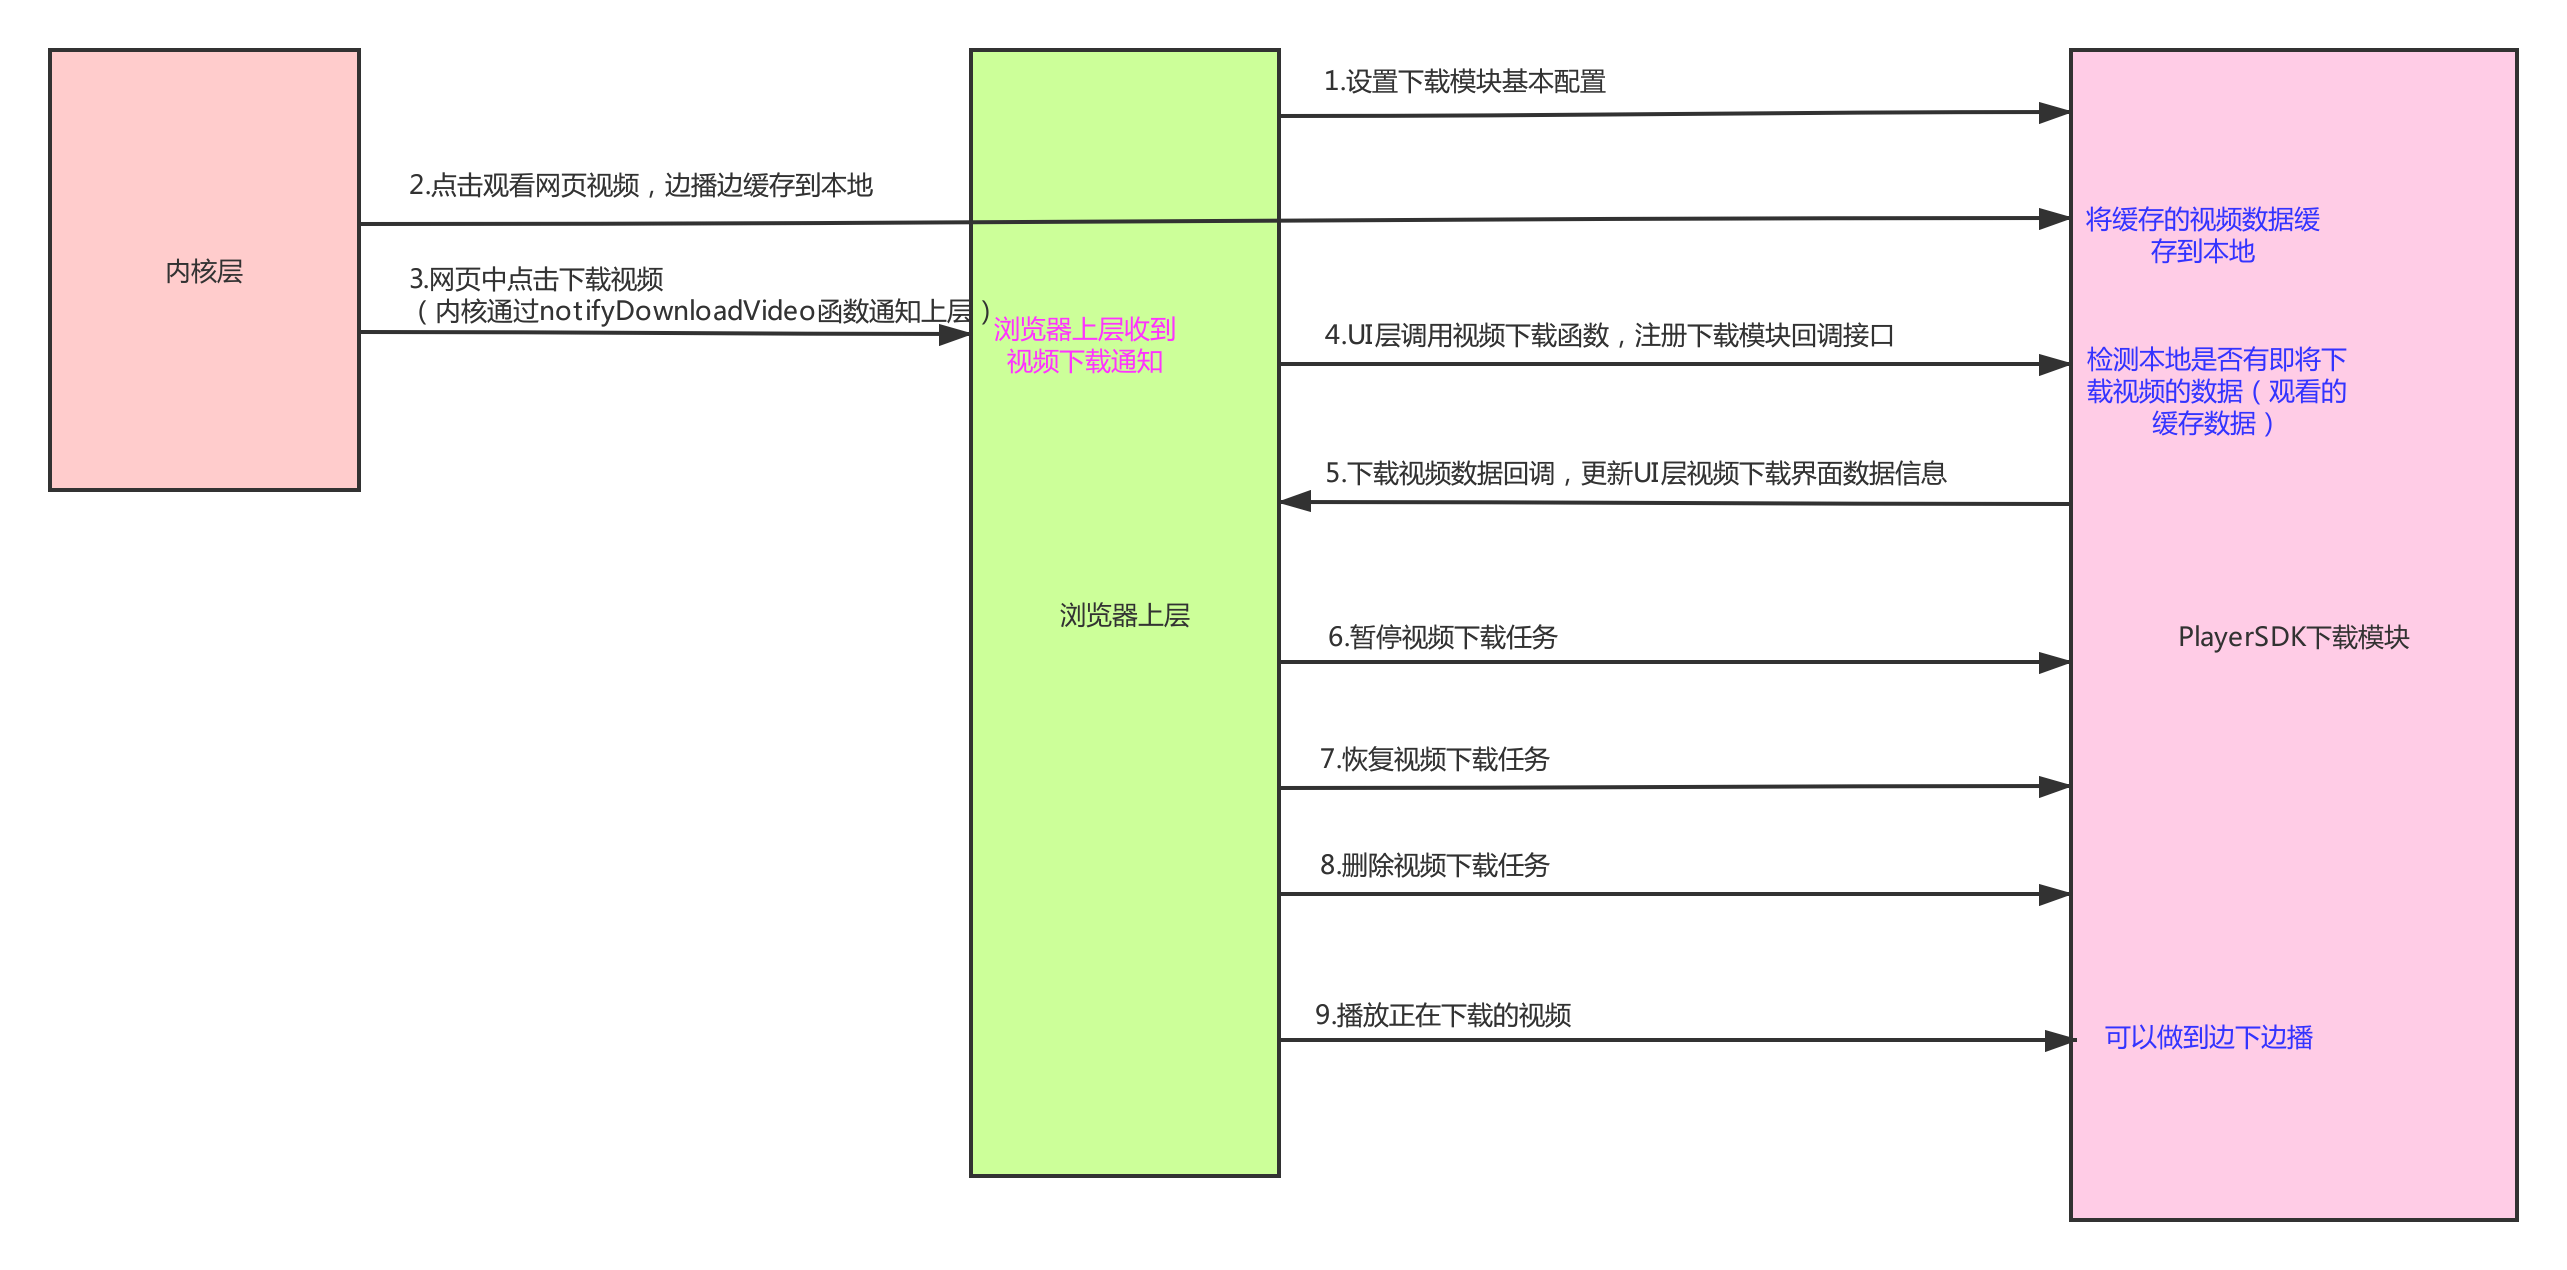 1.设置下载模块基本配置
2.点击观看网页视频，边播边缓存到本地
将缓存的视频数据缓
存到本地
内核层
3.网页中点击下载视频
（内核通过notifyDownloadVideo函数通知上层）
浏览器上层收到
视频下载通知
4.UI层调用视频下载函数，注册下载模块回调接口
检测本地是否有即将下
载视频的数据（观看的
缓存数据）
5.下载视频数据回调，更新UI层视频下载界面数据信息
浏览器上层
6.暂停视频下载任务
PlayerSDK下载模块
7.恢复视频下载任务
8.删除视频下载任务
9.播放正在下载的视频
可以做到边下边播